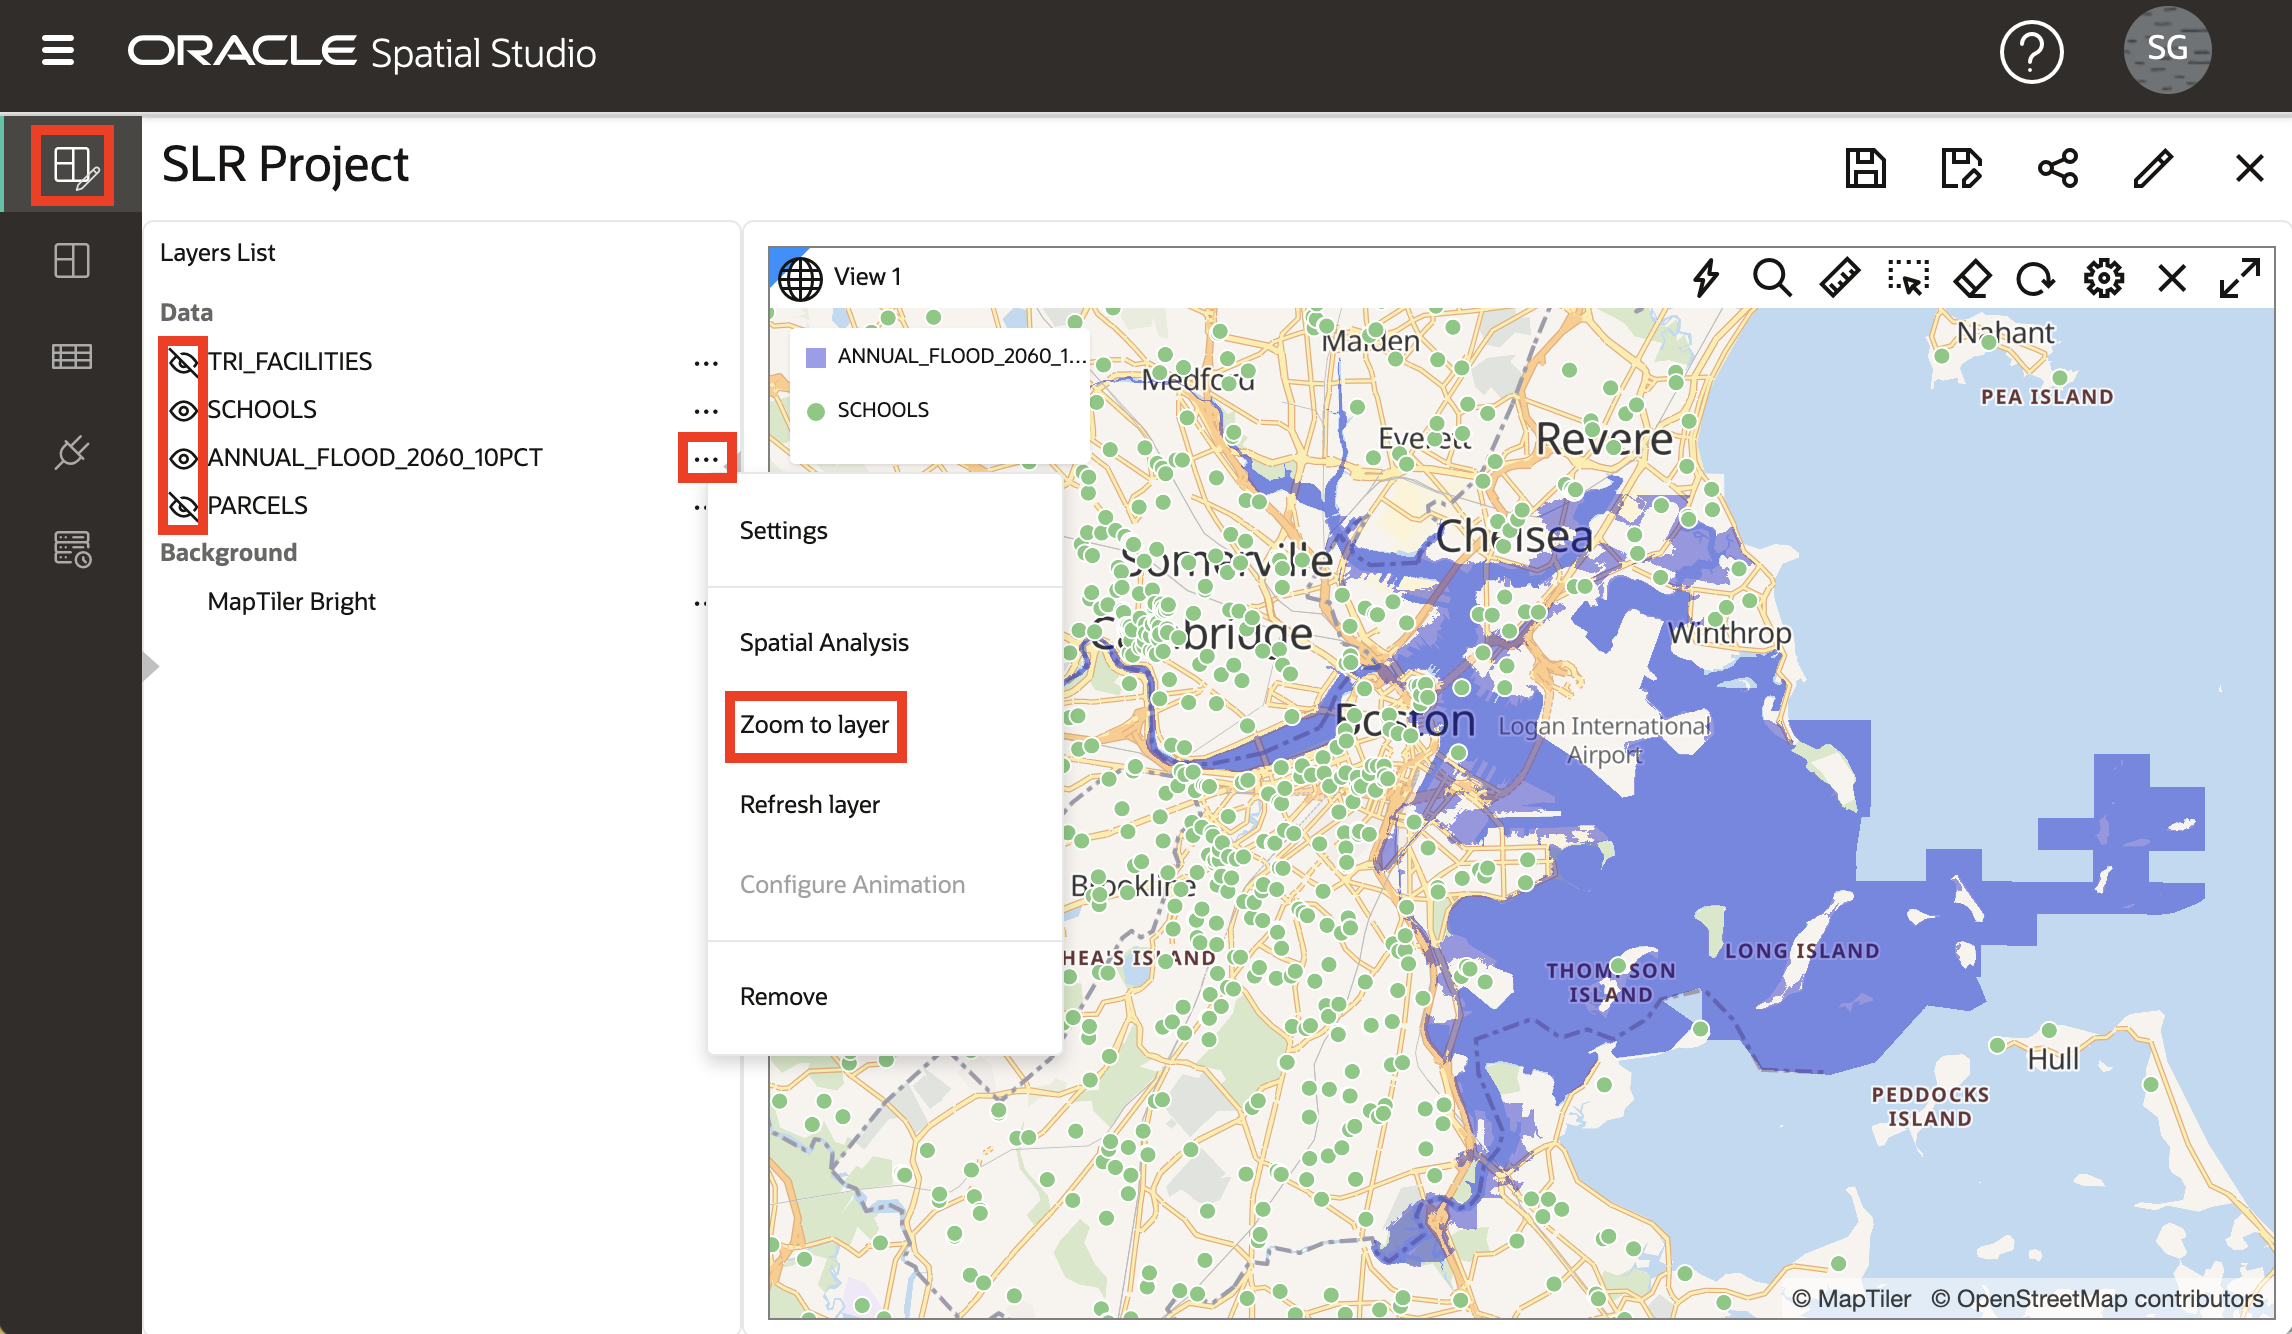 ORACLE Spatial Studio
SG
SLR Project
Layers List
Data
TRI_FACILITIES
SCHOOLS
ANNUAL_FLOOD_2060_10PCT
PARCELS
Background
MapTiler Bright
Settings
Spatial Analysis
Zoom to layer
Refresh layer
Configure Animation
Remove
View 1
ANNUAL_FLOOD_2060_1...
SCHOOLS
Malden
Medford
Everett
Revere
Nahant
PEA ISLAND
Chelsea
Somerville
Cambridge
Winthrop
Boston
Logan International
Airport
Brookline
HEA'S ISLAND
THOMPSON
ISLAND
LONG ISLAND
Hull
PEDDOCKS
ISLAND
© MapTiler © OpenStreetMap contributors